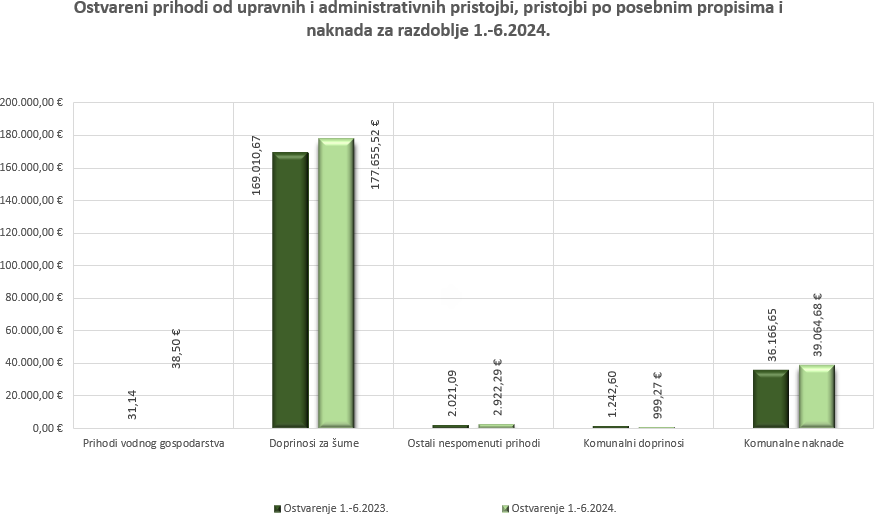 Ostvareni prihodi od upravnih i administrativnih pristojbi, pristojbi po posebnim propisima i
naknada za razdoblje 1.-6.2024.
200.000,00 €
180.000,00 €
160.000,00 €
140.000,00 €
120.000,00 €
100.000,00 €
80.000,00 €
60.000,00 €
40.000,00 €
20.000,00 €
0,00 €
31,14
38,50 €
169.010,67
177.655,52 €
2.021,09
2.922,29 €
1.242,60
999,27 €
36.166,65
39.064,68 €
Prihodi vodnog gospodarstva
Doprinosi za šume
Ostali nespomenuti prihodi
Komunalni doprinosi
Komunalne naknade
Ostvarenje 1.-6.2023.
Ostvarenje 1.-6.2024.